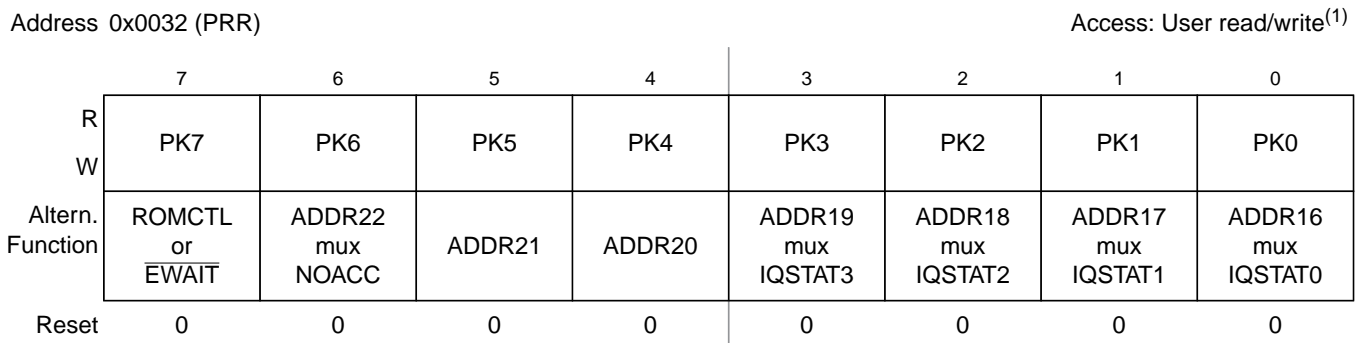 Address 0x0032 (PRR) Access: User read/write(1)
7 6 5 4 3 2 1 0
R
W
PK7 PK6 PK5 PK4 PK3 PK2 PK1 PK0
Altern. Function
ROMCTL or EWAIT
ADDR22 mux NOACC
ADDR21
ADDR20
ADDR19 mux IQSTAT3
ADDR18 mux IQSTAT2
ADDR17 mux IQSTAT1
ADDR16 mux IQSTAT0
Reset 0 0 0 0 0 0 0 0